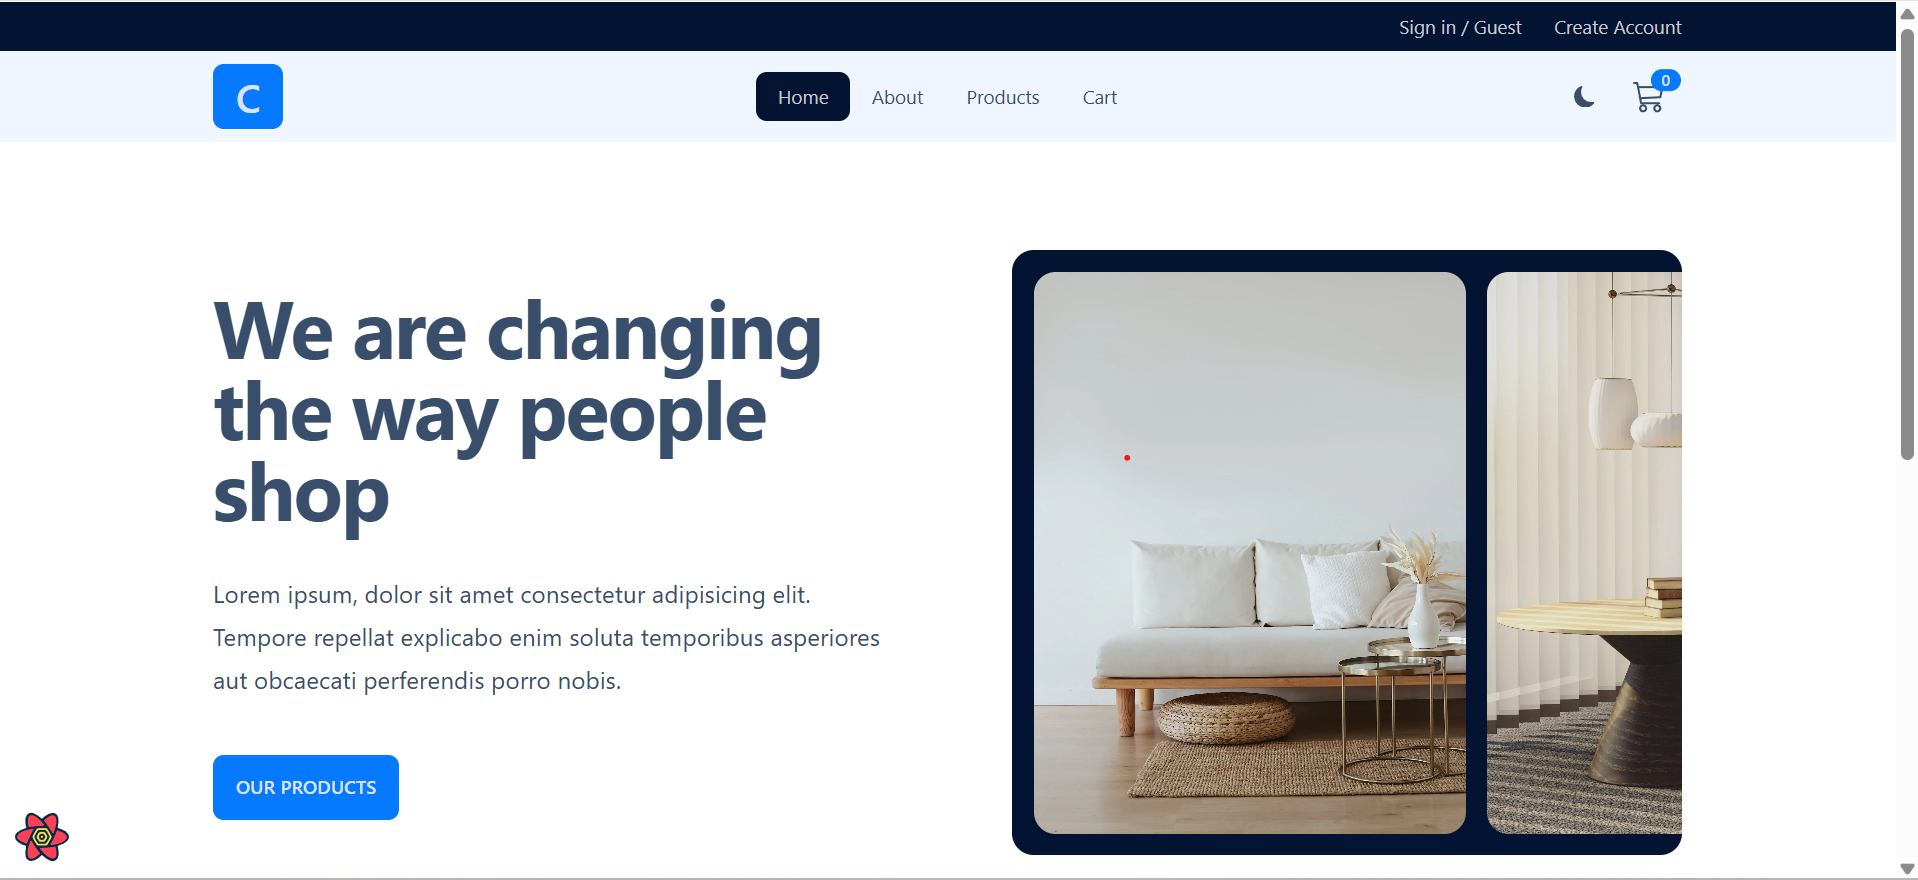 Sign in / Guest Create Account
C
Home About Products Cart
0
We are changing
the way people
shop
Lorem ipsum, dolor sit amet consectetur adipisicing elit.
Tempore repellat explicabo enim soluta temporibus asperiores
aut obcaecati perferendis porro nobis.
OUR PRODUCTS